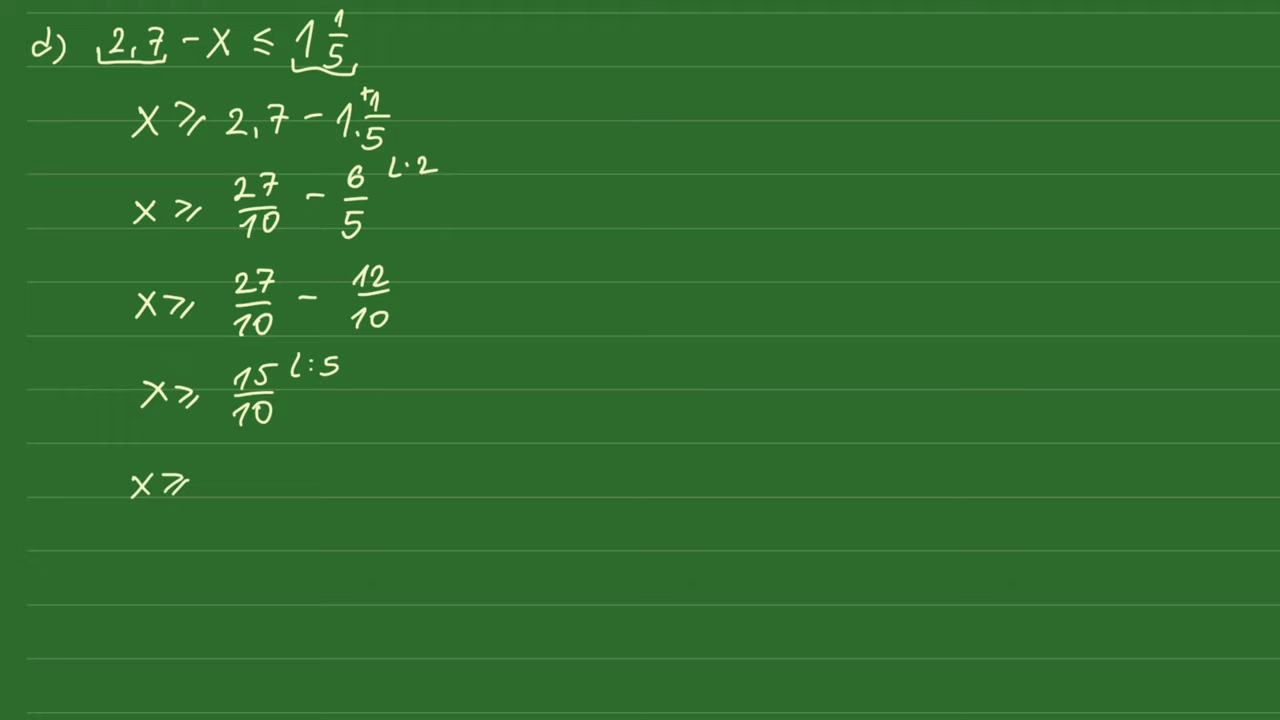 d) 2,7 - x ≤ 1 1/5
x ⩾ 2,7 - 1 · + 1/5
x ⩾ 27/10 - 6/5 (· 2
x ⩾ 27/10 - 12/10
x ⩾ 15/10 (: 5
x ⩾